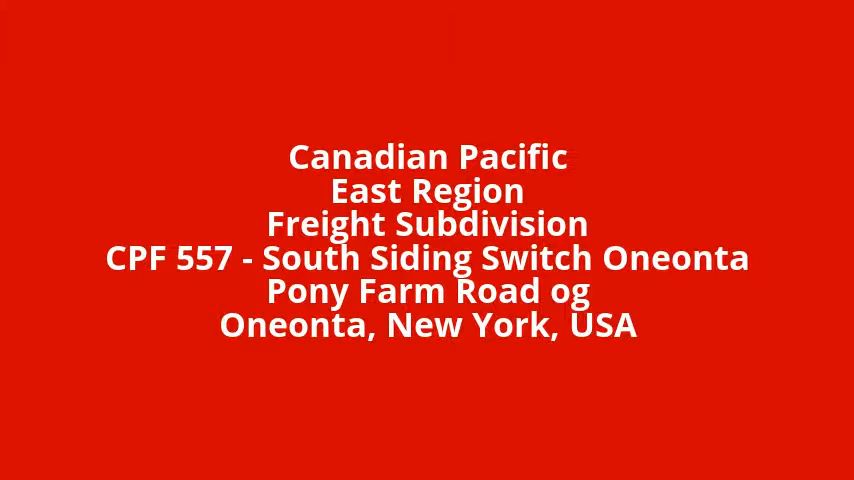 Canadian Pacific
East Region
Freight Subdivision
CPF 557 - South Siding Switch Oneonta
Pony Farm Road og
Oneonta, New York, USA